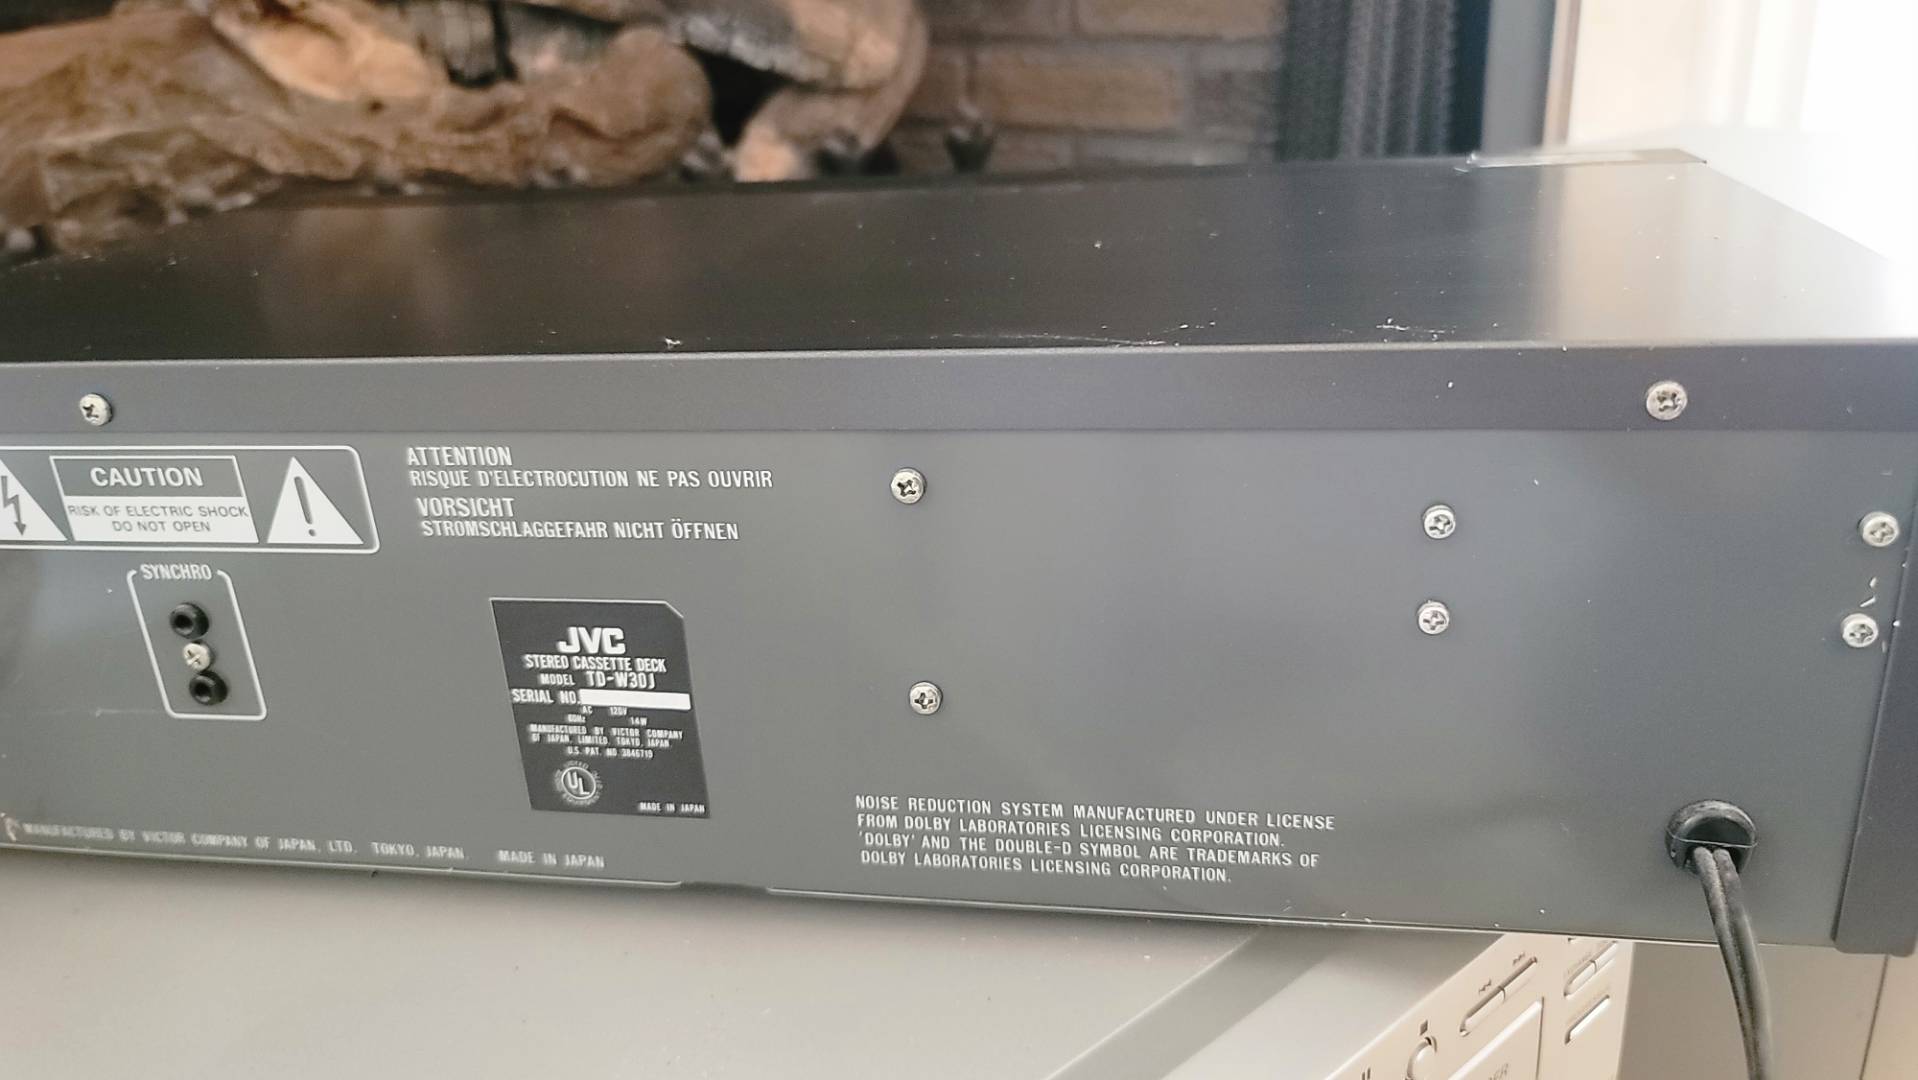 CAUTION
RISK OF ELECTRIC SHOCK
DO NOT OPEN
ATTENTION
RISQUE D'ELECTROCUTION NE PAS OUVRIR
VORSICHT
STROMSCHLAGGEFAHR NICHT ÖFFNEN
SYNCHRO
JVC
STEREO CASSETTE DECK
MODEL TD-W30J
SERIAL NO.
AC 120V
60Hz 14W
MANUFACTURED BY VICTOR COMPANY
OF JAPAN, LIMITED, TOKYO, JAPAN
U.S. PAT. NO. 3846719
UL
MADE IN JAPAN
MANUFACTURED BY VICTOR COMPANY OF JAPAN, LTD. TOKYO, JAPAN. MADE IN JAPAN
NOISE REDUCTION SYSTEM MANUFACTURED UNDER LICENSE
FROM DOLBY LABORATORIES LICENSING CORPORATION.
'DOLBY' AND THE DOUBLE-D SYMBOL ARE TRADEMARKS OF
DOLBY LABORATORIES LICENSING CORPORATION.